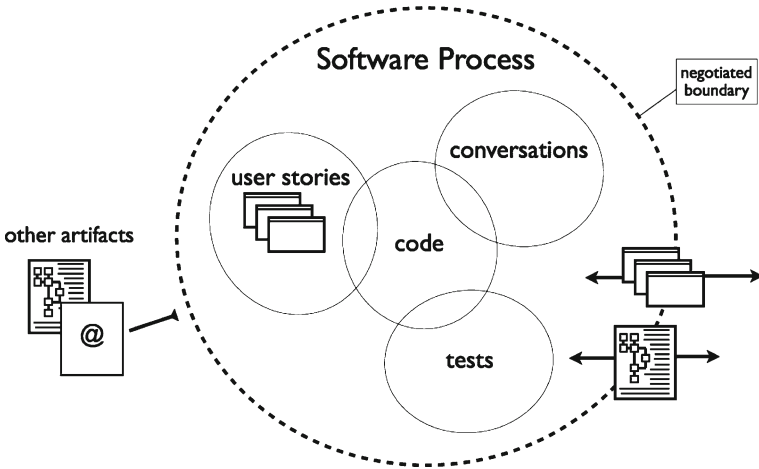 Software Process
negotiated
boundary
conversations
user stories
code
other artifacts
@
tests